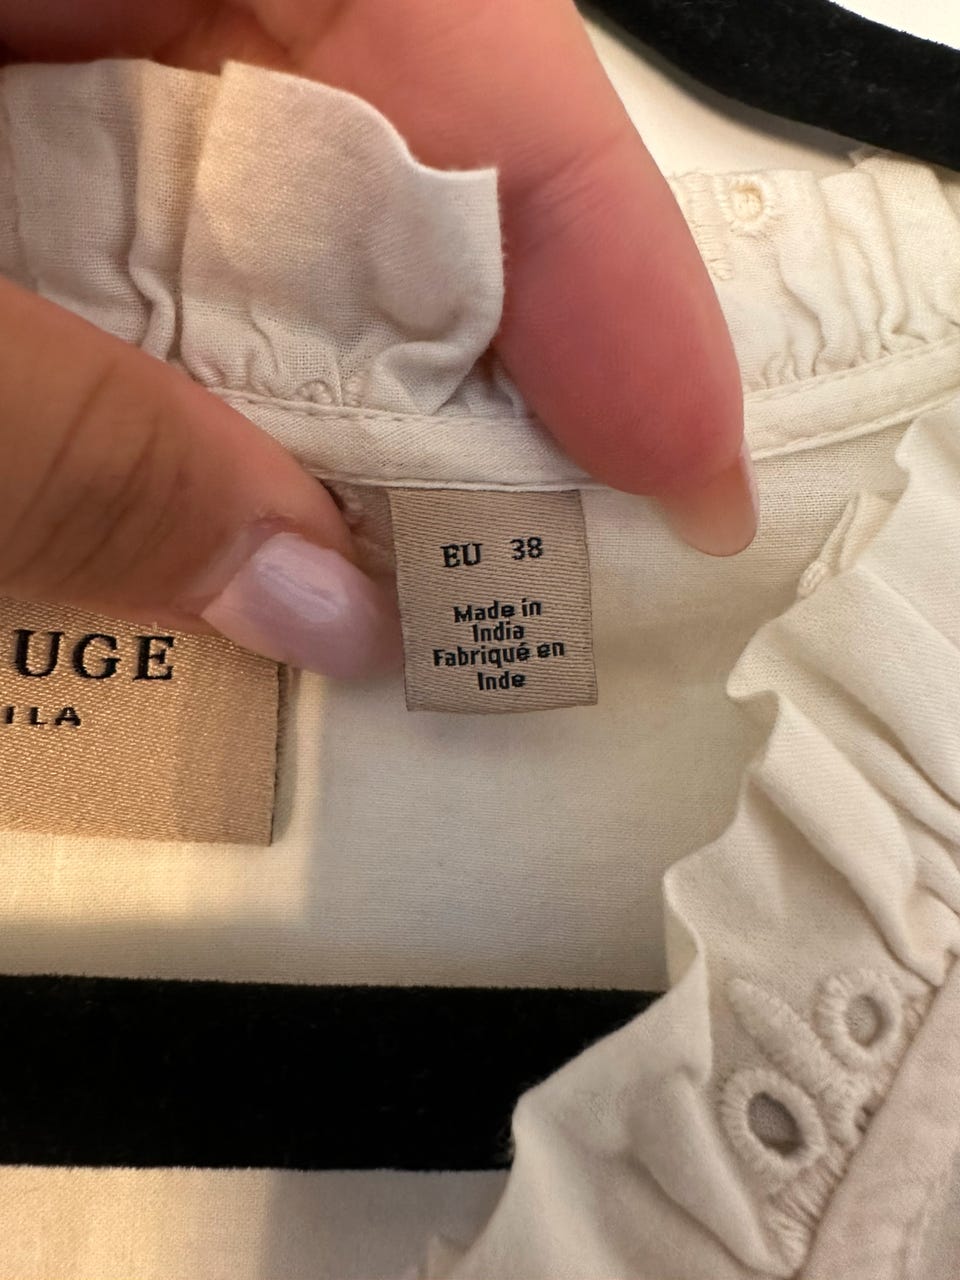 UGE
ILA
EU 38
Made in
India
Fabriqué en
Inde